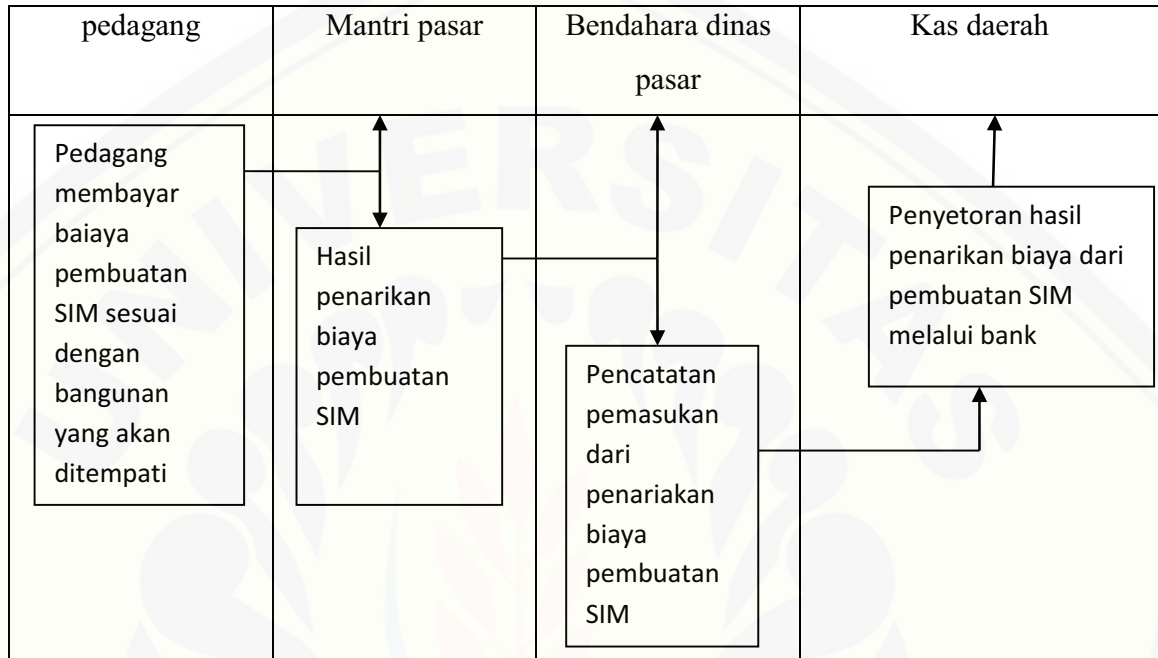 pedagang
Mantri pasar
Bendahara dinas
pasar
Kas daerah
Pedagang
membayar
baiaya
pembuatan
SIM sesuai
dengan
bangunan
yang akan
ditempati
Hasil
penarikan
biaya
pembuatan
SIM
Pencatatan
pemasukan
dari
penariakan
biaya
pembuatan
SIM
Penyetoran hasil
penarikan biaya dari
pembuatan SIM
melalui bank
UNIVERSITAS